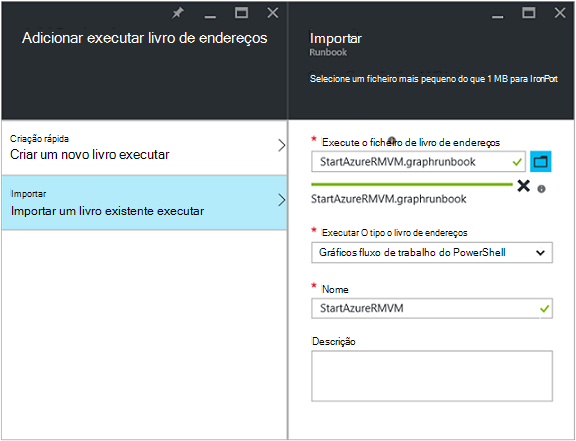 Adicionar executar livro de endereços
Criação rápida
Criar um novo livro executar
Importar
Importar um livro existente executar
Importar
Runbook
Selecione um ficheiro mais pequeno do que 1 MB para IronPort
* Execute o ficheiro de livro de endereços
StartAzureRMVM.graphrunbook
StartAzureRMVM.graphrunbook
* Executar O tipo o livro de endereços
Gráficos fluxo de trabalho do PowerShell
* Nome
StartAzureRMVM
Descrição